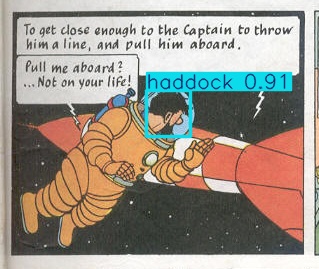 To get close enough to the Captain to throw
him a line, and pull him aboard.
Pull me aboard?
...Not on your life!
haddock 0.91